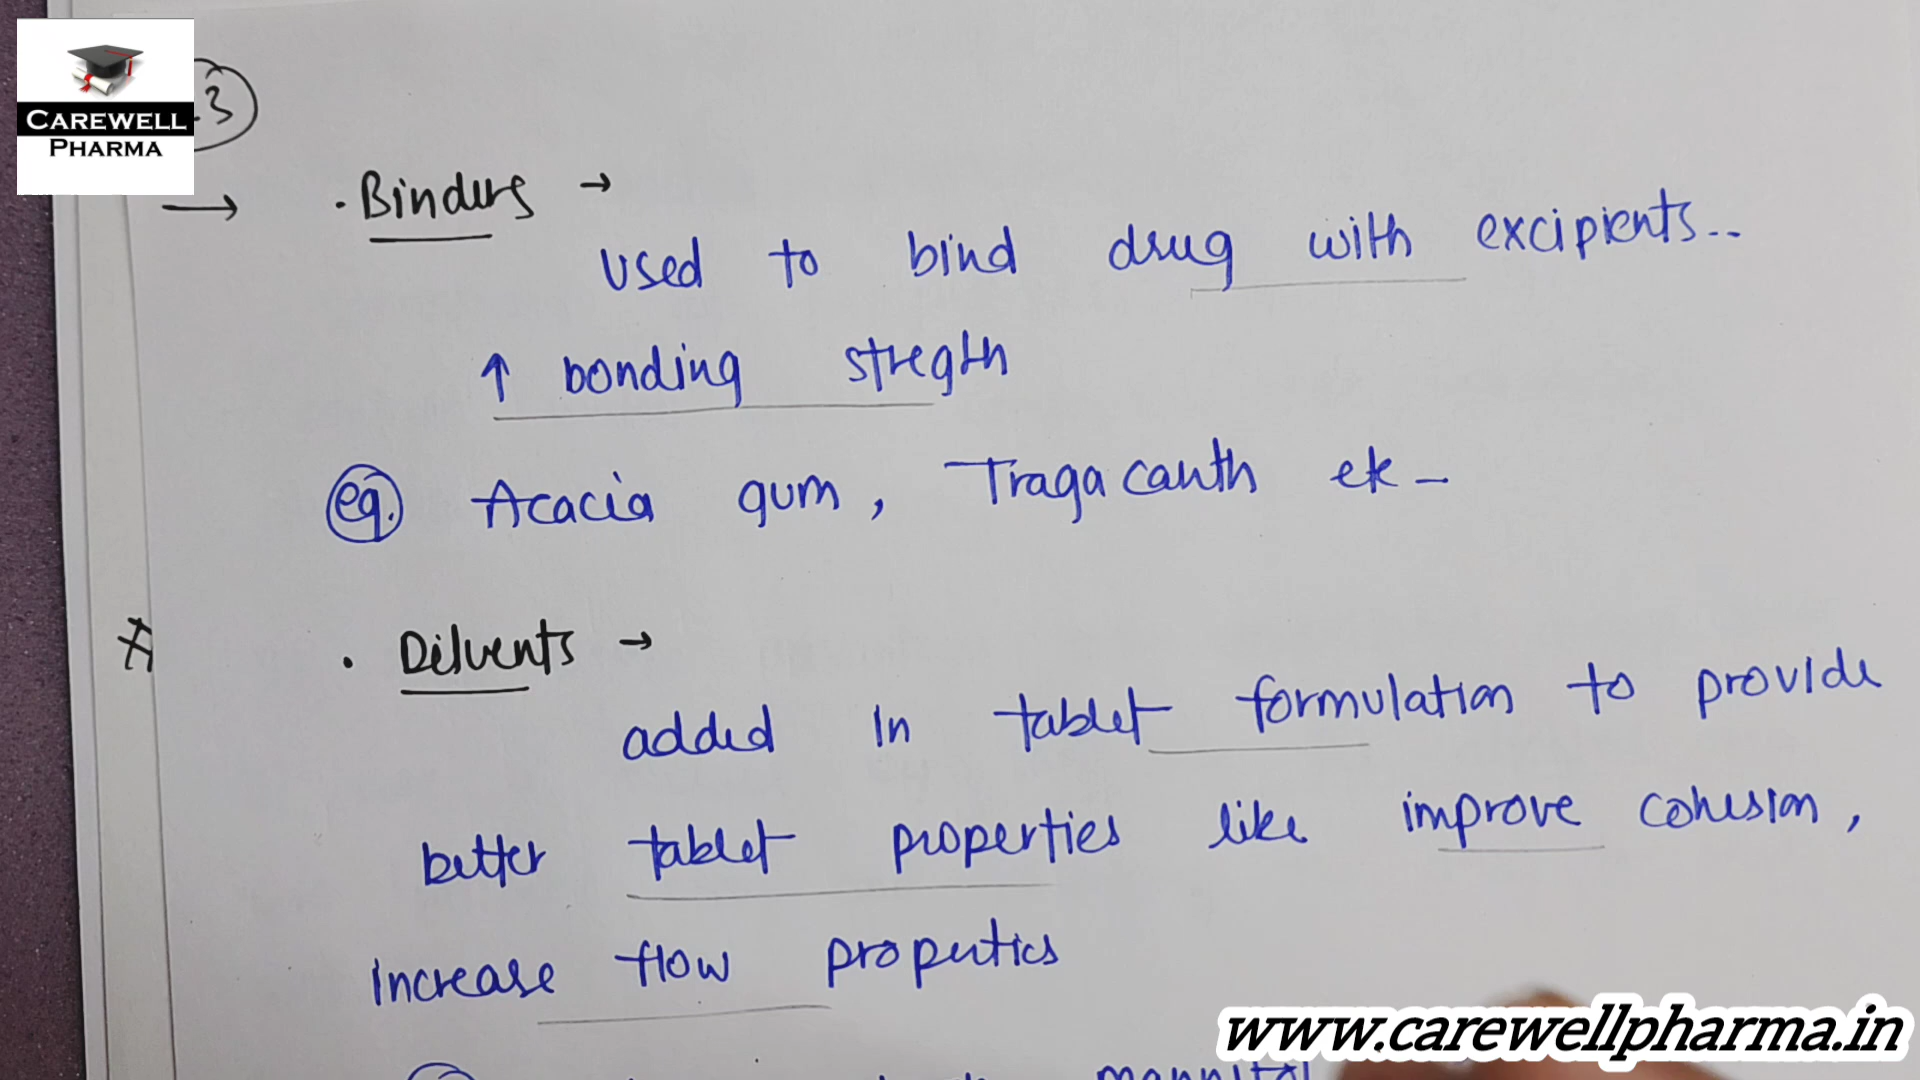 CAREWELL
PHARMA
3
→ • Binders →
used to bind drug with excipients..
↑ bonding stregth
eg. Acacia gum, Tragacanth etc -
• Diluents →
added in tablet formulation to provide
better tablet properties like improve cohesion,
increase flow properties
mannitol
www.carewellpharma.in